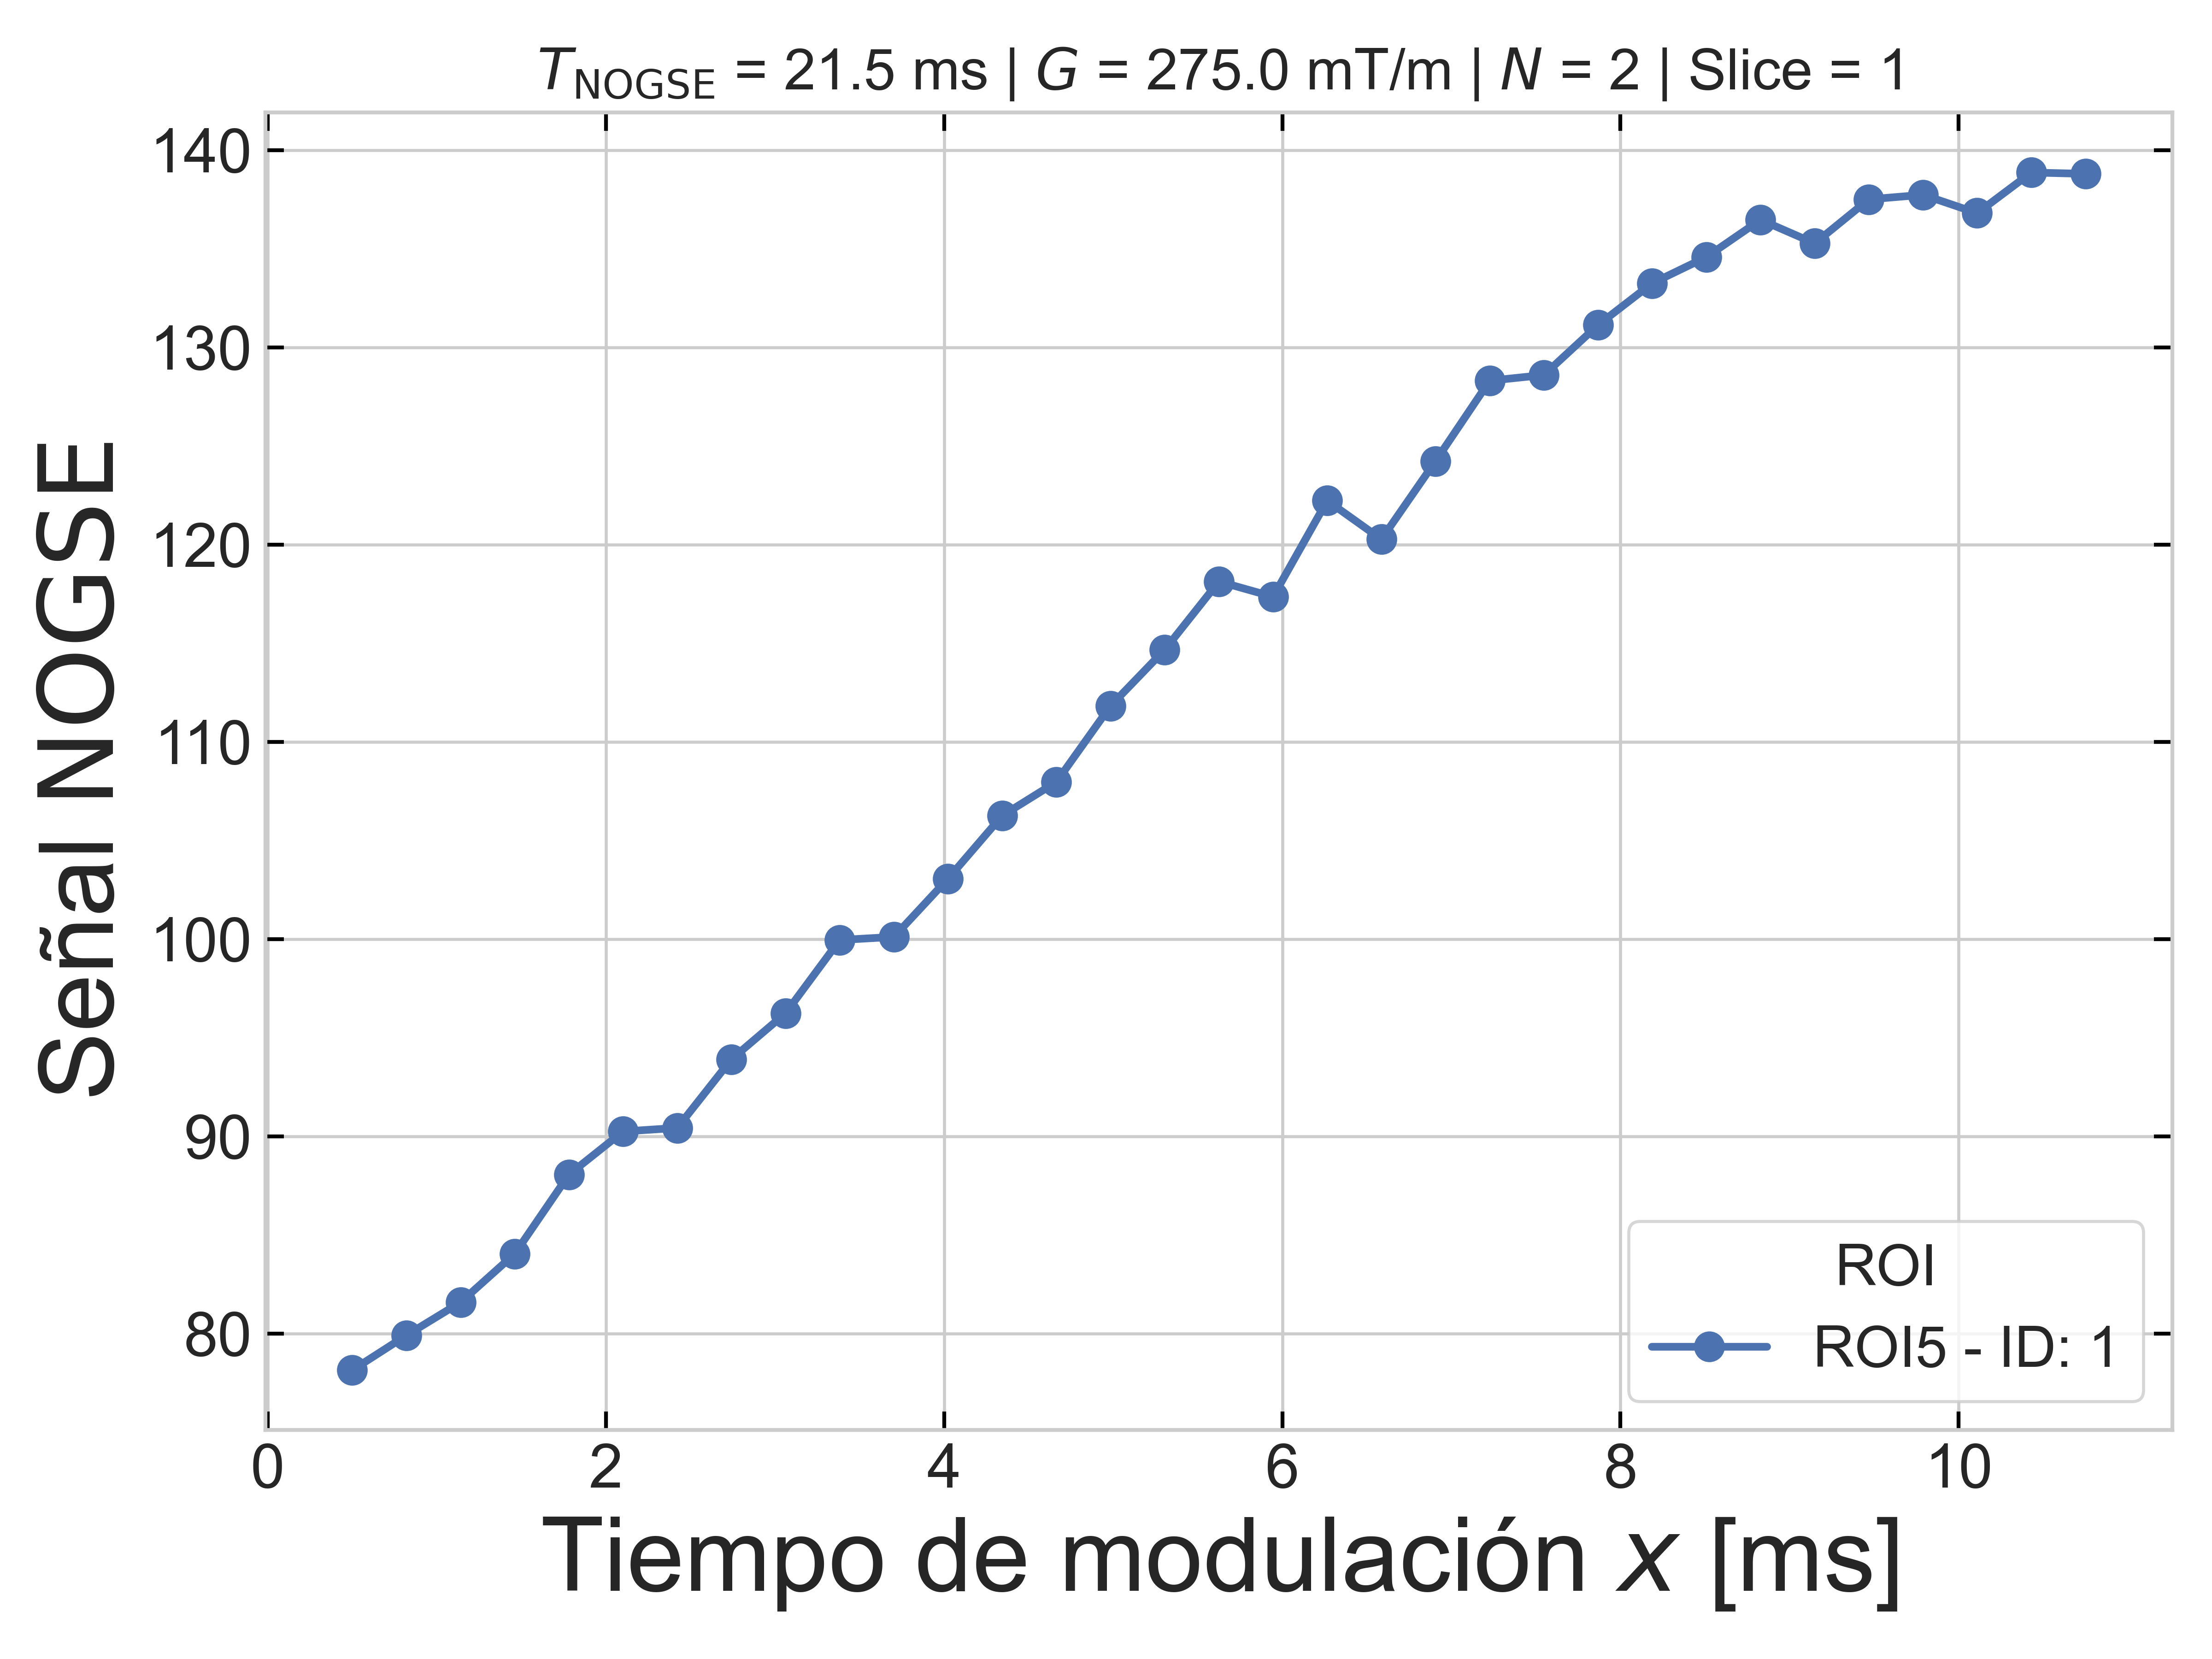 T_NOGSE = 21.5 ms | G = 275.0 mT/m | N = 2 | Slice = 1
Señal NOGSE
140
130
120
110
100
90
80
0 2 4 6 8 10
Tiempo de modulación x [ms]
ROI
ROI5 - ID: 1